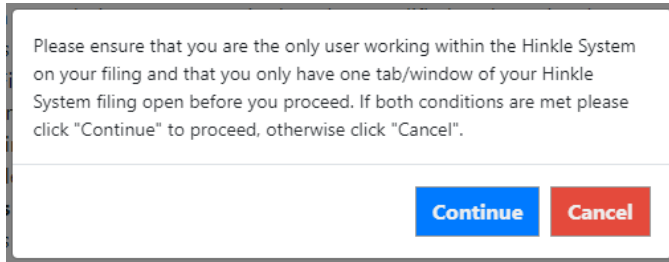 Please ensure that you are the only user working within the Hinkle System
on your filing and that you only have one tab/window of your Hinkle
System filing open before you proceed. If both conditions are met please
click "Continue" to proceed, otherwise click "Cancel".
Continue
Cancel